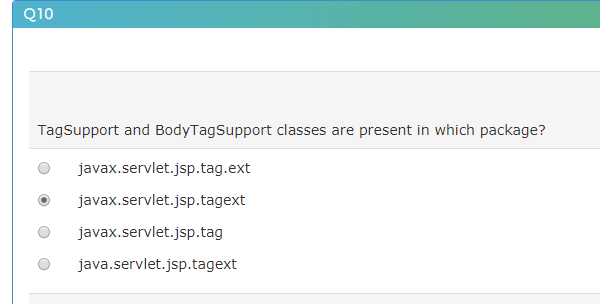 Q10
TagSupport and BodyTagSupport classes are present in which package?
javax.servlet.jsp.tag.ext
javax.servlet.jsp.tagext
javax.servlet.jsp.tag
java.servlet.jsp.tagext